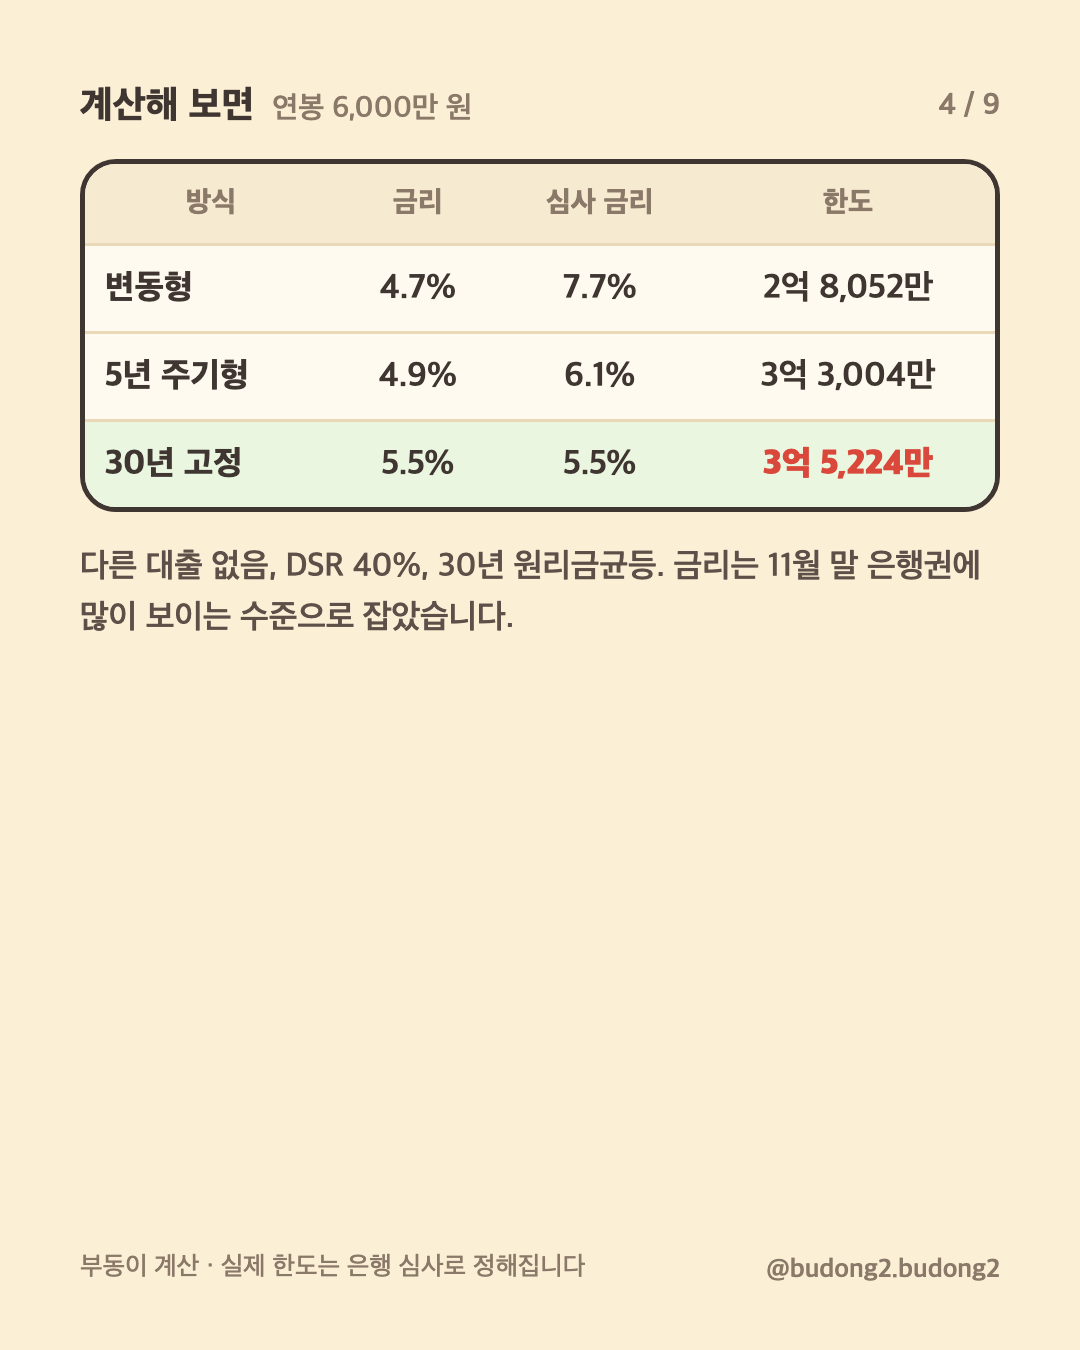 계산해 보면 연봉 6,000만 원 4 / 9
방식 금리 심사 금리 한도
변동형 4.7% 7.7% 2억 8,052만
5년 주기형 4.9% 6.1% 3억 3,004만
30년 고정 5.5% 5.5% 3억 5,224만
다른 대출 없음, DSR 40%, 30년 원리금균등. 금리는 11월 말 은행권에
많이 보이는 수준으로 잡았습니다.
부동이 계산 · 실제 한도는 은행 심사로 정해집니다 @budong2.budong2